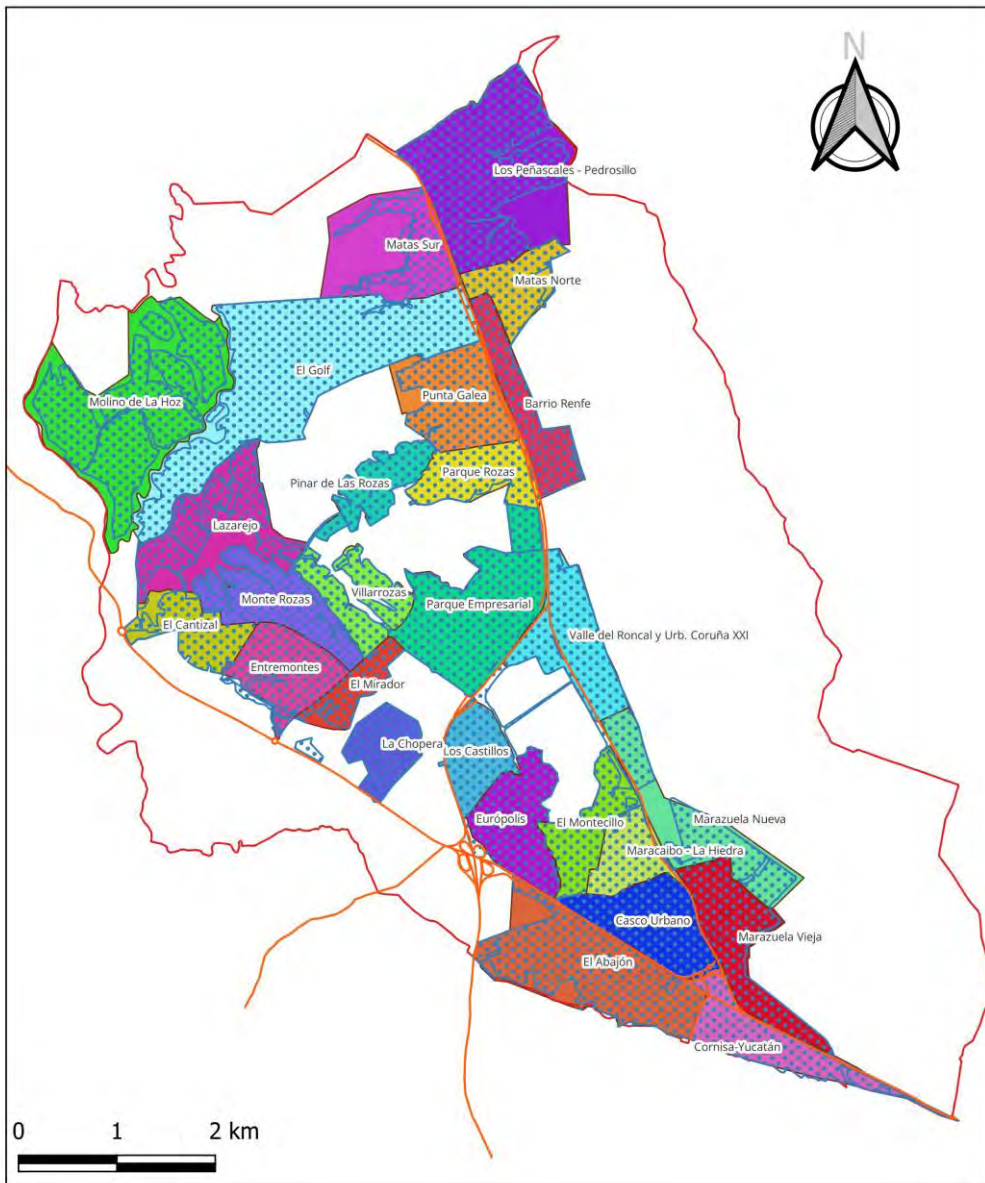 N
Los Peñascales - Pedrosillo
Matas Sur
Matas Norte
El Golf
Molino de La Hoz
Punta Galea
Barrio Renfe
Parque Rozas
Pinar de Las Rozas
Lazarejo
Villarrozas
Monte Rozas
Parque Empresarial
El Cantizal
Valle del Roncal y Urb. Coruña XXI
Entremontes
El Mirador
La Chopera
Los Castillos
Európolis
El Montecillo
Marazuela Nueva
Maracaibo - La Hiedra
Casco Urbano
Marazuela Vieja
El Abajón
Cornisa-Yucatán
0 1 2 km